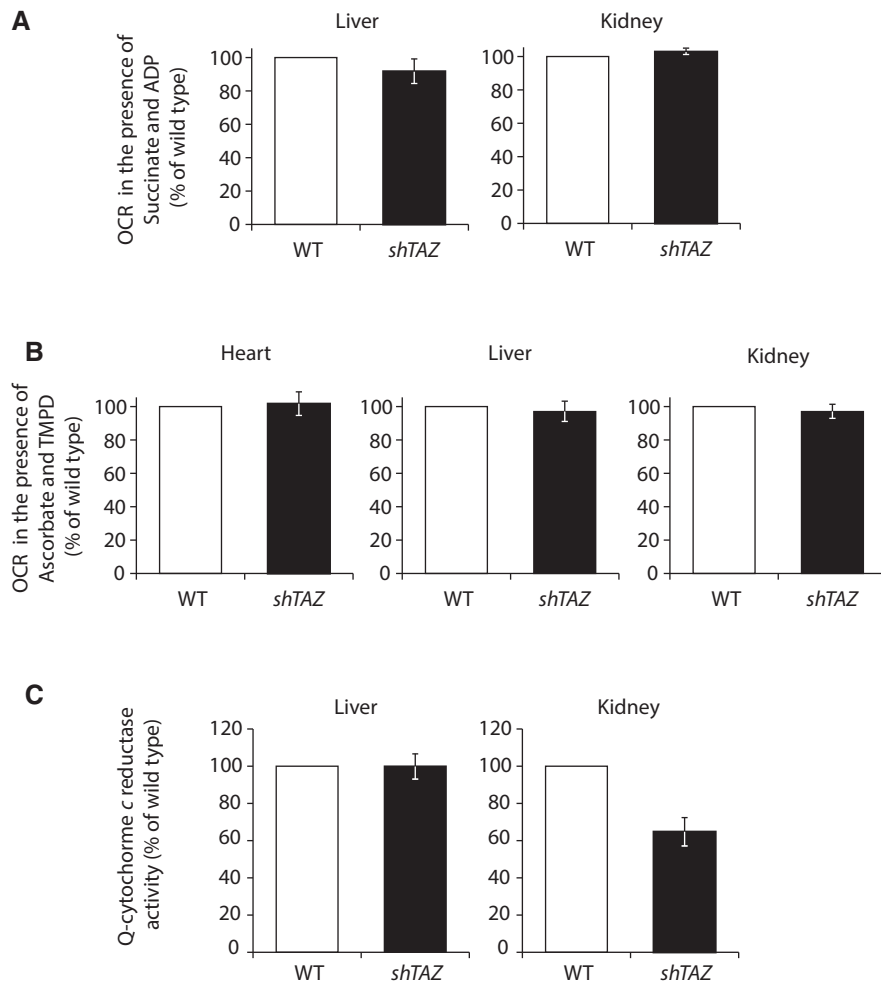 A
Liver
Kidney
OCR in the presence of
Succinate and ADP
(% of wild type)
100
80
60
40
20
0
WT
shTAZ
100
80
60
40
20
0
WT
shTAZ
B
Heart
Liver
Kidney
OCR in the presence of
Ascorbate and TMPD
(% of wild type)
100
80
60
40
20
0
WT
shTAZ
100
80
60
40
20
0
WT
shTAZ
100
80
60
40
20
0
WT
shTAZ
C
Liver
Kidney
Q-cytochorme c reductase
activity (% of wild type)
120
100
80
60
40
20
0
WT
shTAZ
120
100
80
60
40
20
0
WT
shTAZ